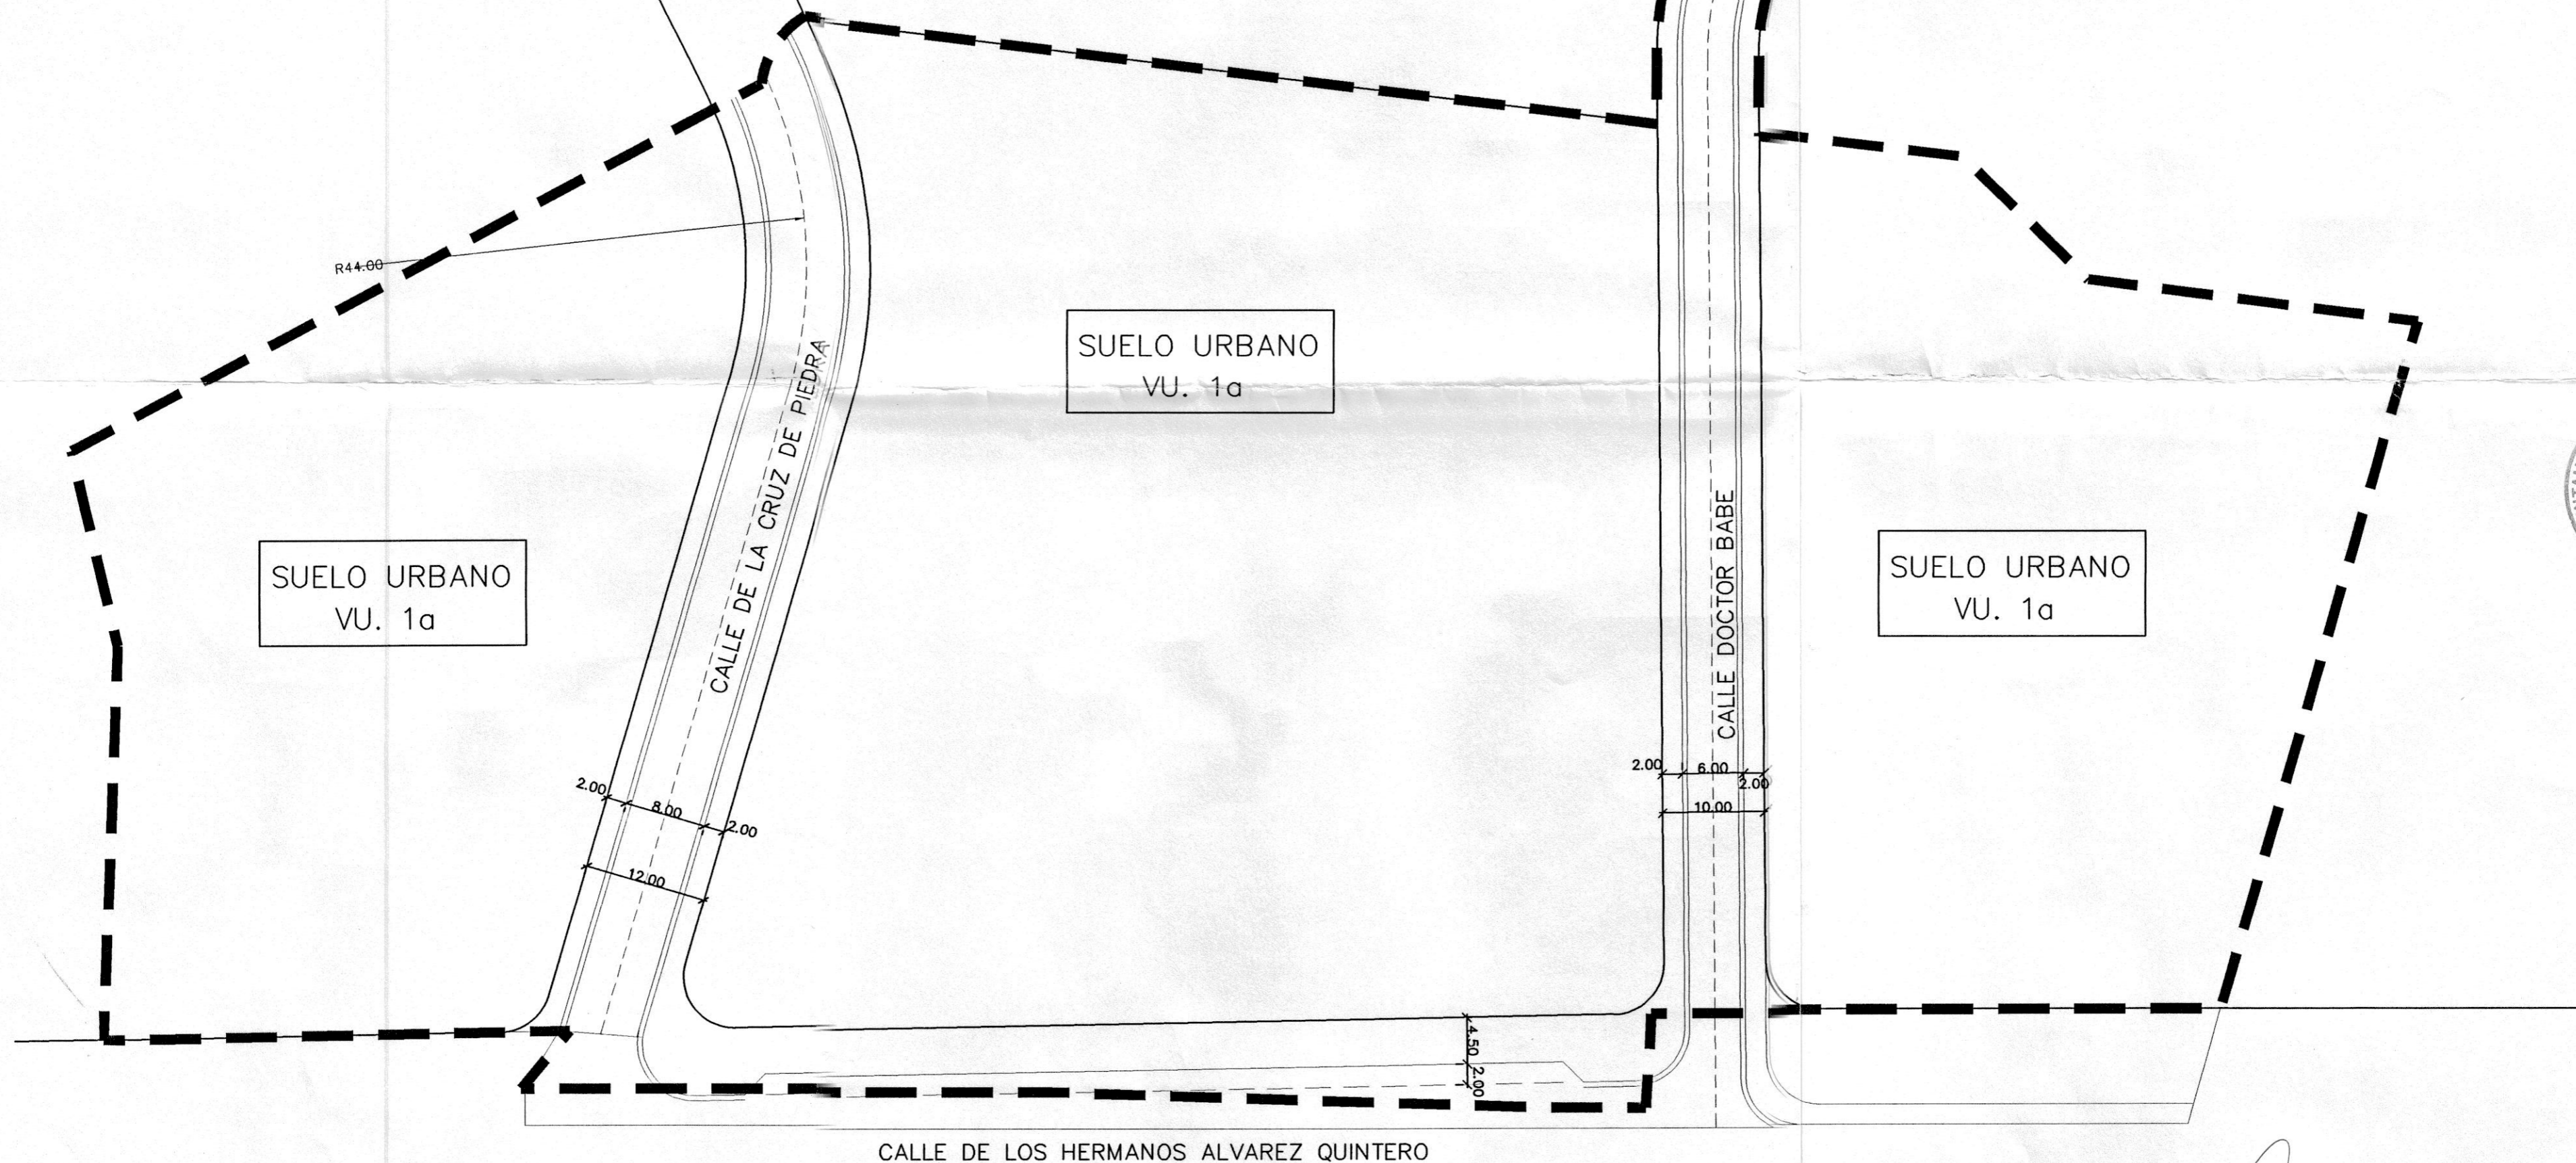 R44.00
SUELO URBANO
VU. 1a
CALLE DE LA CRUZ DE PIEDRA
SUELO URBANO
VU. 1a
CALLE DOCTOR BABE
SUELO URBANO
VU. 1a
2.00
8.00
2.00
12.00
2.00
6.00
2.00
10.00
4.50
2.00
CALLE DE LOS HERMANOS ALVAREZ QUINTERO